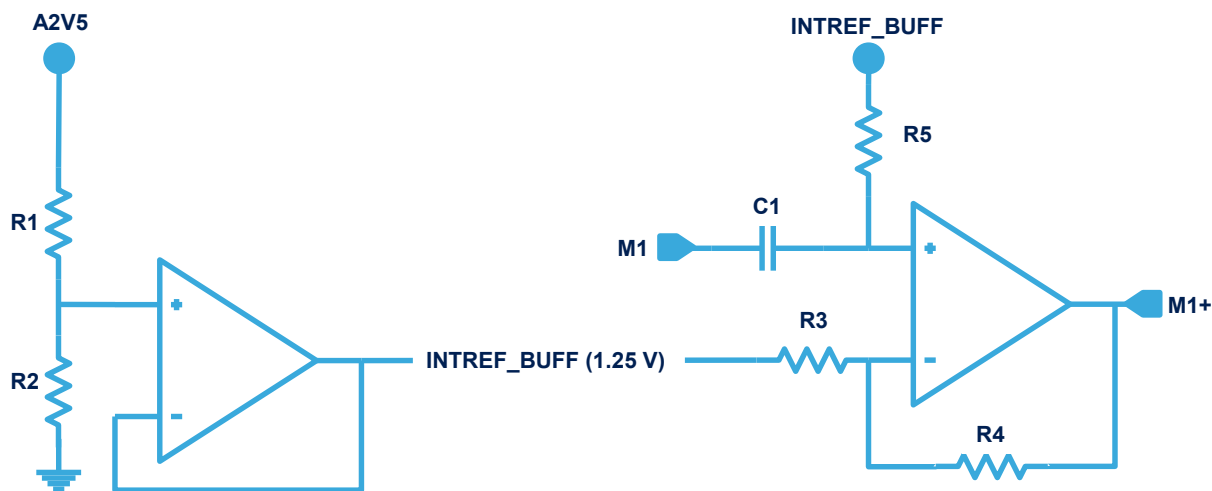 A2V5
INTREF_BUFF
R5
R1
C1
M1
+
+
M1+
R3
INTREF_BUFF (1.25 V)
R2
-
-
R4